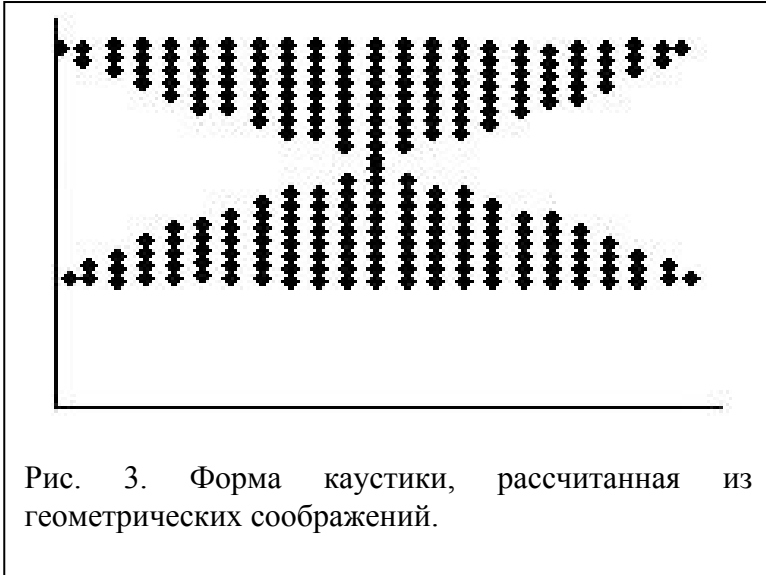 Рис. 3. Форма каустики, рассчитанная из
геометрических соображений.